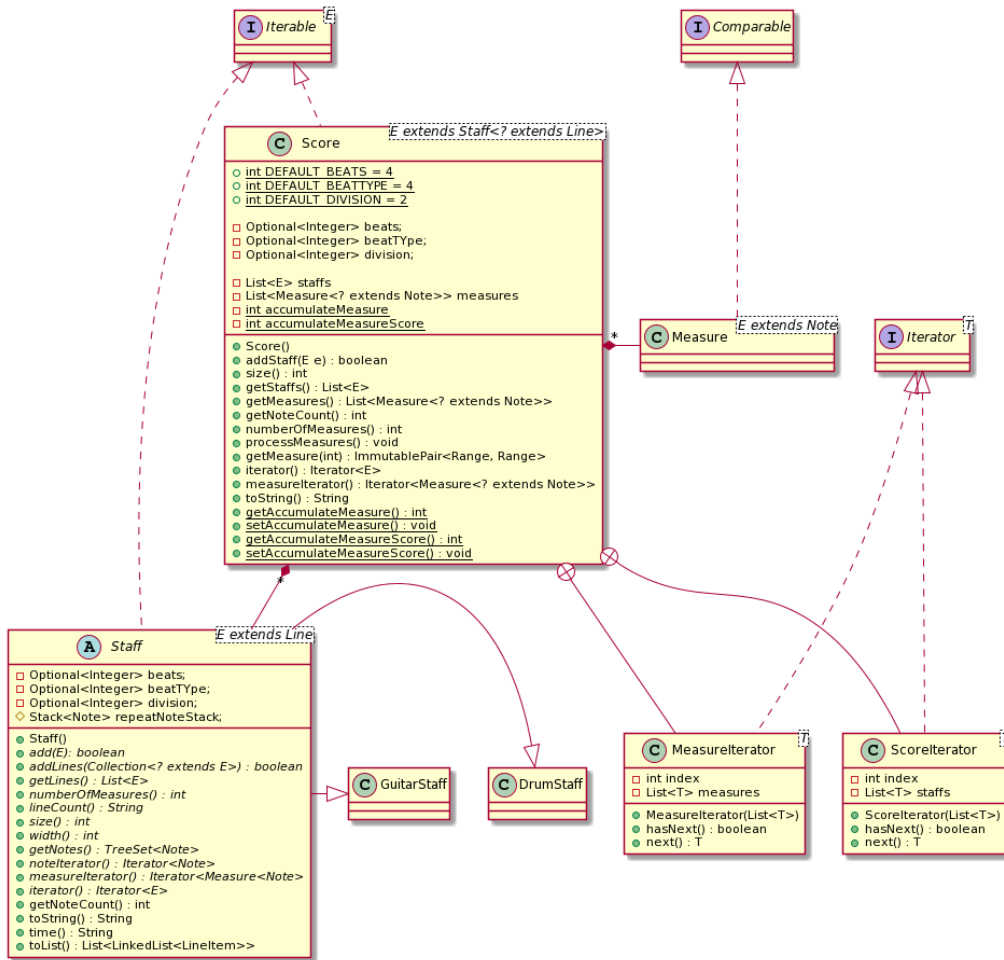 I Iterable E
I Comparable
C Score E extends Staff<? extends Line>
int DEFAULT_BEATS = 4
int DEFAULT_BEATTYPE = 4
int DEFAULT_DIVISION = 2
Optional<Integer> beats;
Optional<Integer> beatTYpe;
Optional<Integer> division;
List<E> staffs
List<Measure<? extends Note>> measures
int accumulateMeasure
int accumulateMeasureScore
Score()
addStaff(E e) : boolean
size() : int
getStaffs() : List<E>
getMeasures() : List<Measure<? extends Note>>
getNoteCount() : int
numberOfMeasures() : int
processMeasures() : void
getMeasure(int) : ImmutablePair<Range, Range>
iterator() : Iterator<E>
measureIterator() : Iterator<Measure<? extends Note>>
toString() : String
getAccumulateMeasure() : int
setAccumulateMeasure() : void
getAccumulateMeasureScore() : int
setAccumulateMeasureScore() : void
*
C Measure E extends Note
I Iterator T
*
A Staff E extends Line
Optional<Integer> beats;
Optional<Integer> beatTYpe;
Optional<Integer> division;
Stack<Note> repeatNoteStack;
Staff()
add(E): boolean
addLines(Collection<? extends E>) : boolean
getLines() : List<E>
numberOfMeasures() : int
lineCount() : String
size() : int
width() : int
getNotes() : TreeSet<Note>
noteIterator() : Iterator<Note>
measureIterator() : Iterator<Measure<Note>
iterator() : Iterator<E>
getNoteCount() : int
toString() : String
time() : String
toList() : List<LinkedList<LineItem>>
C GuitarStaff
C DrumStaff
C MeasureIterator T
int index
List<T> measures
MeasureIterator(List<T>)
hasNext() : boolean
next() : T
C ScoreIterator
int index
List<T> staffs
ScoreIterator(List<T>)
hasNext() : boolean
next() : T